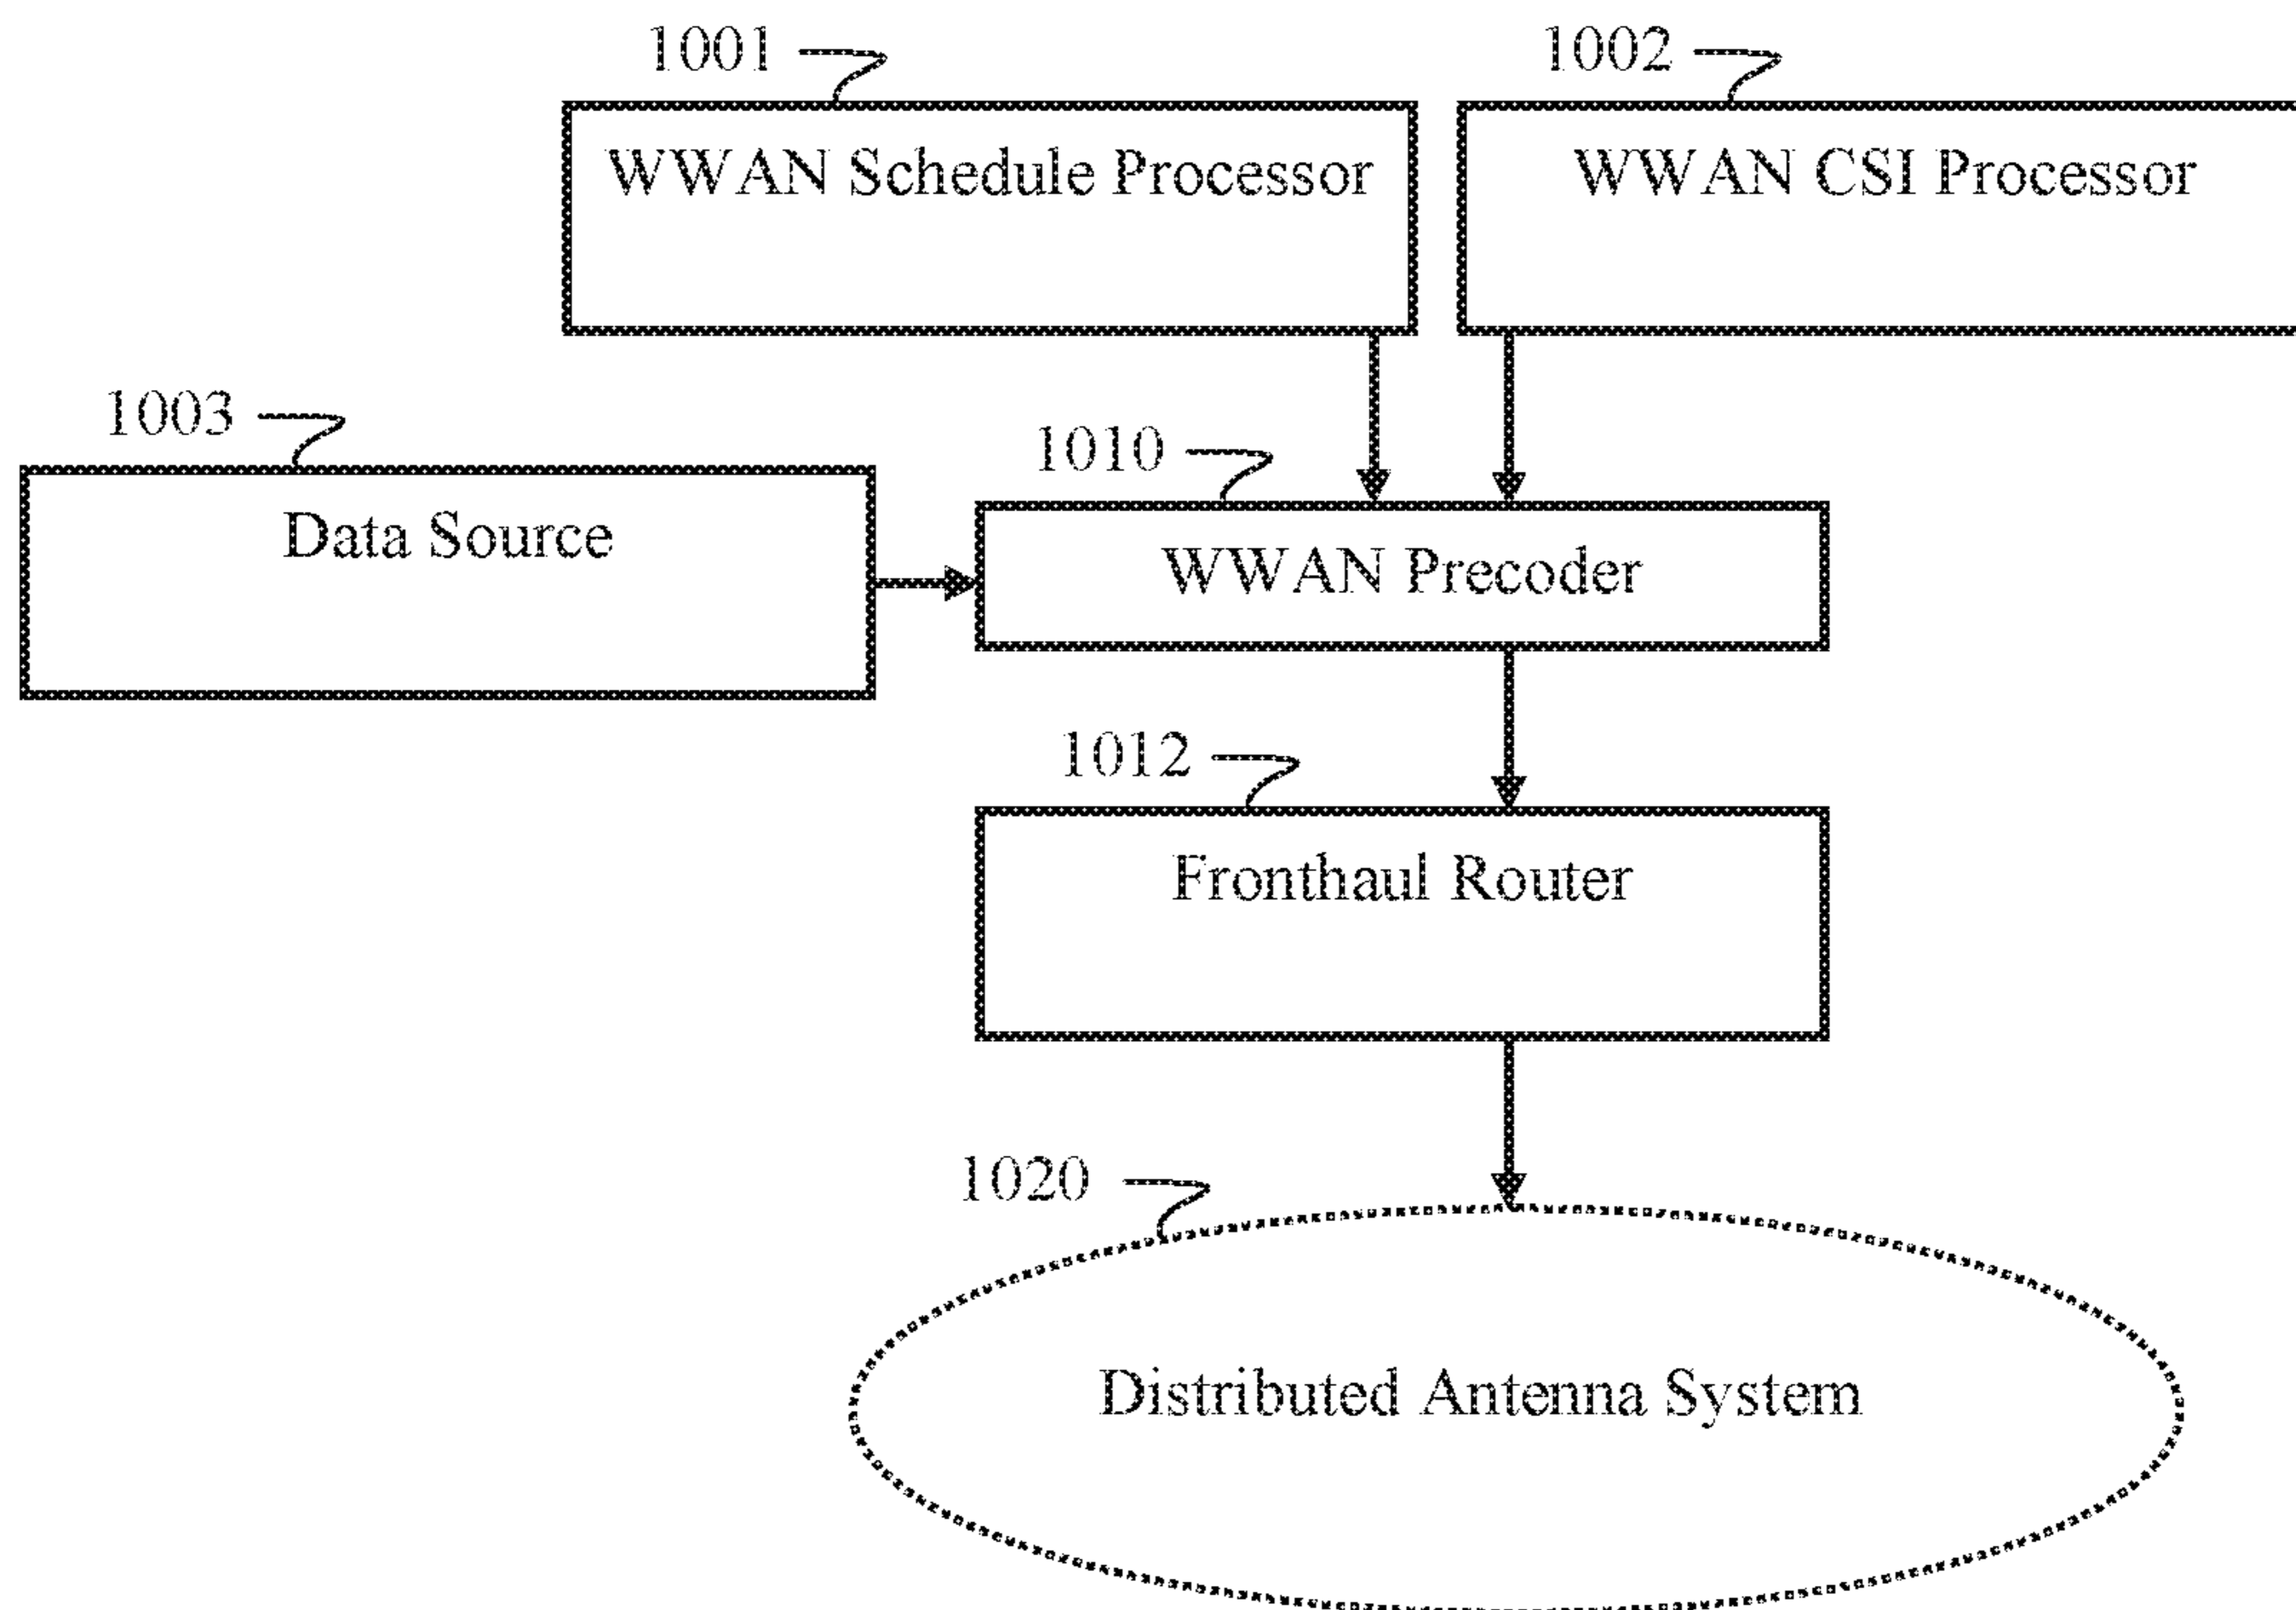 1001
1002
WWAN Schedule Processor
WWAN CSI Processor
1003
1010
Data Source
WWAN Precoder
1012
Fronthaul Router
1020
Distributed Antenna System